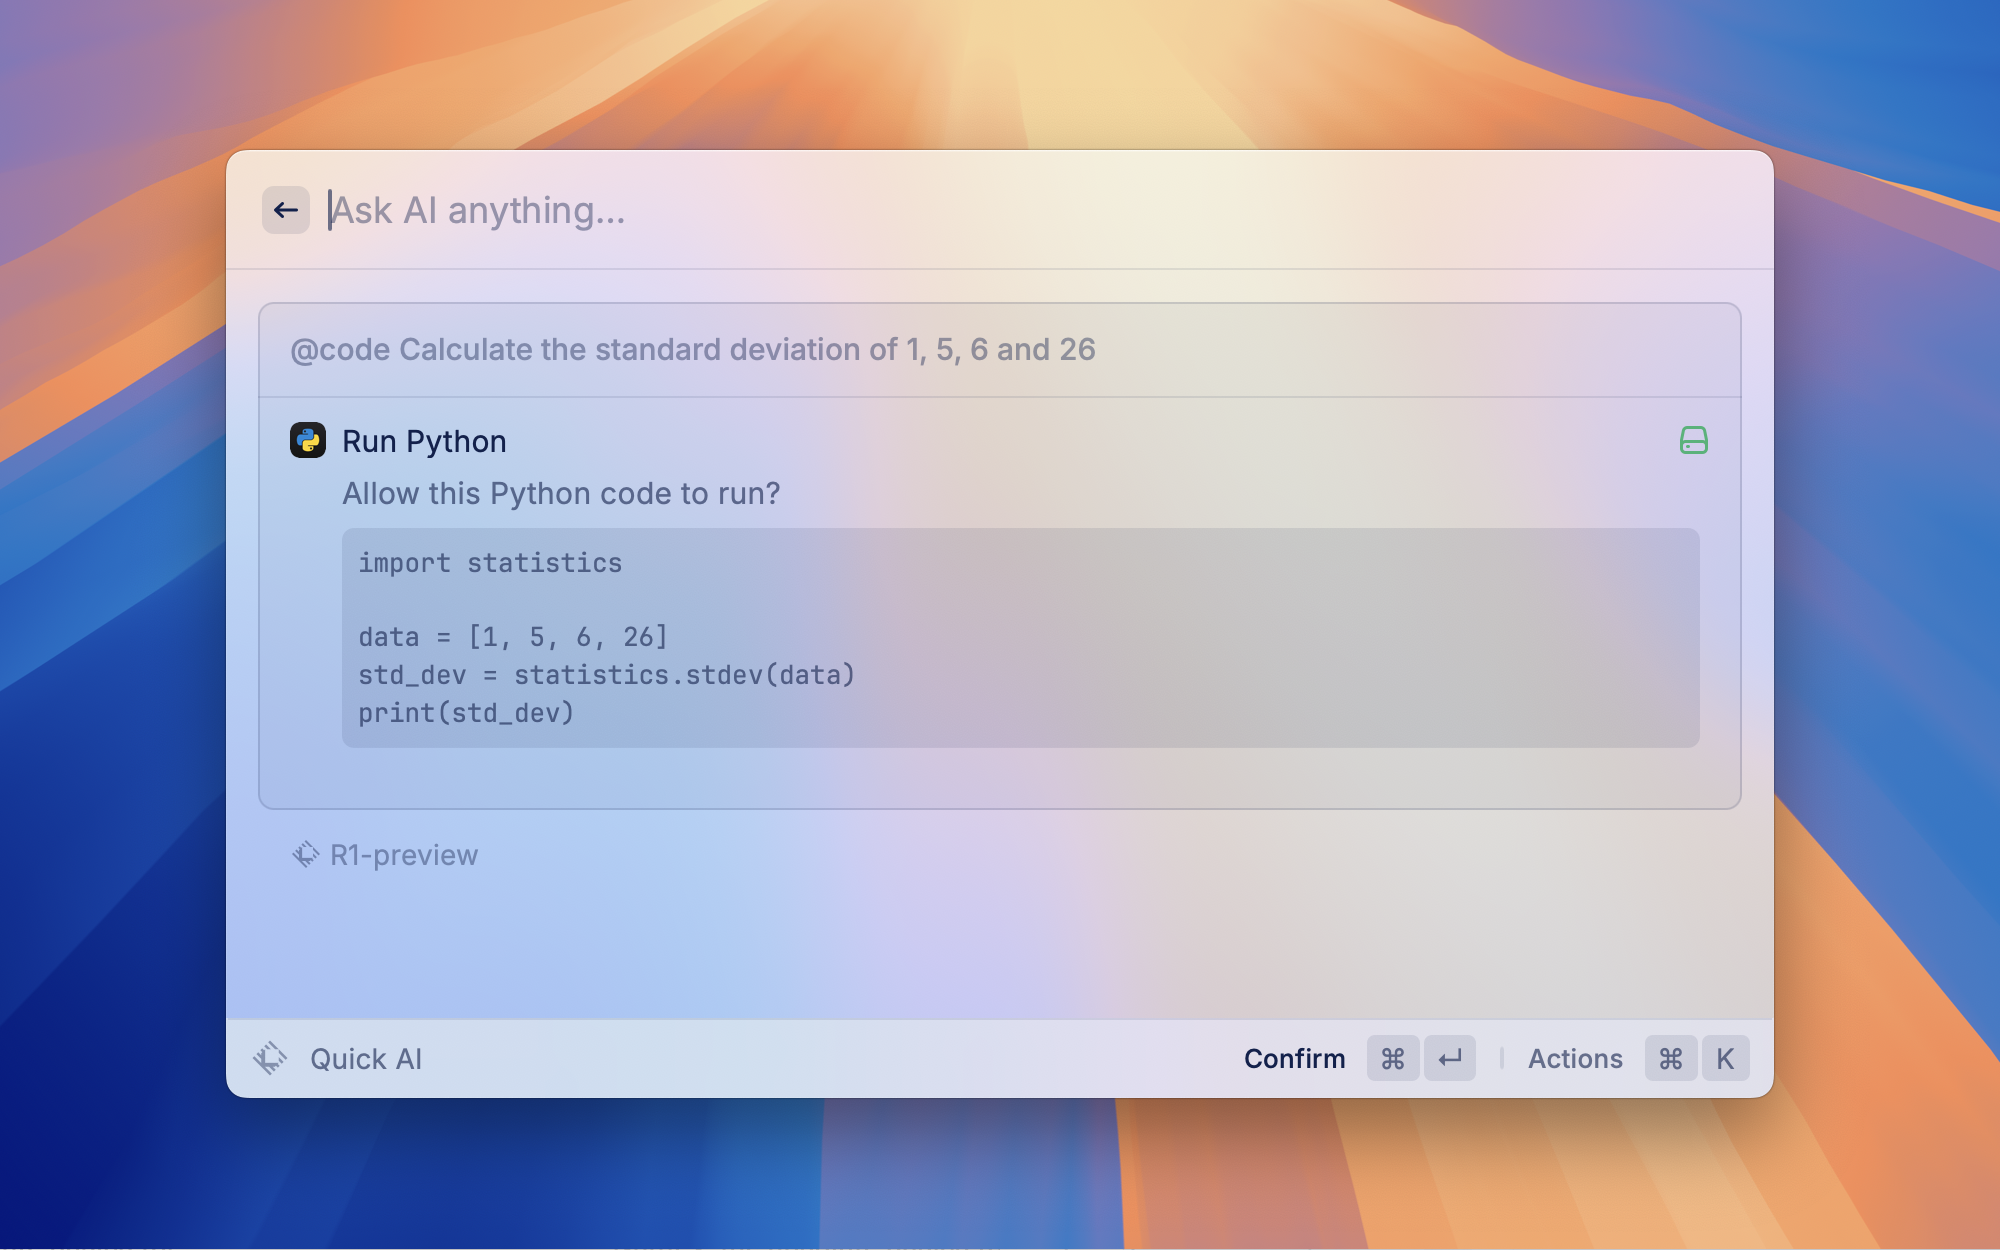 Ask AI anything...
@code Calculate the standard deviation of 1, 5, 6 and 26
Run Python
Allow this Python code to run?
import statistics
data = [1, 5, 6, 26]
std_dev = statistics.stdev(data)
print(std_dev)
R1-preview
Quick AI
Confirm ⌘ ↵ Actions ⌘ K